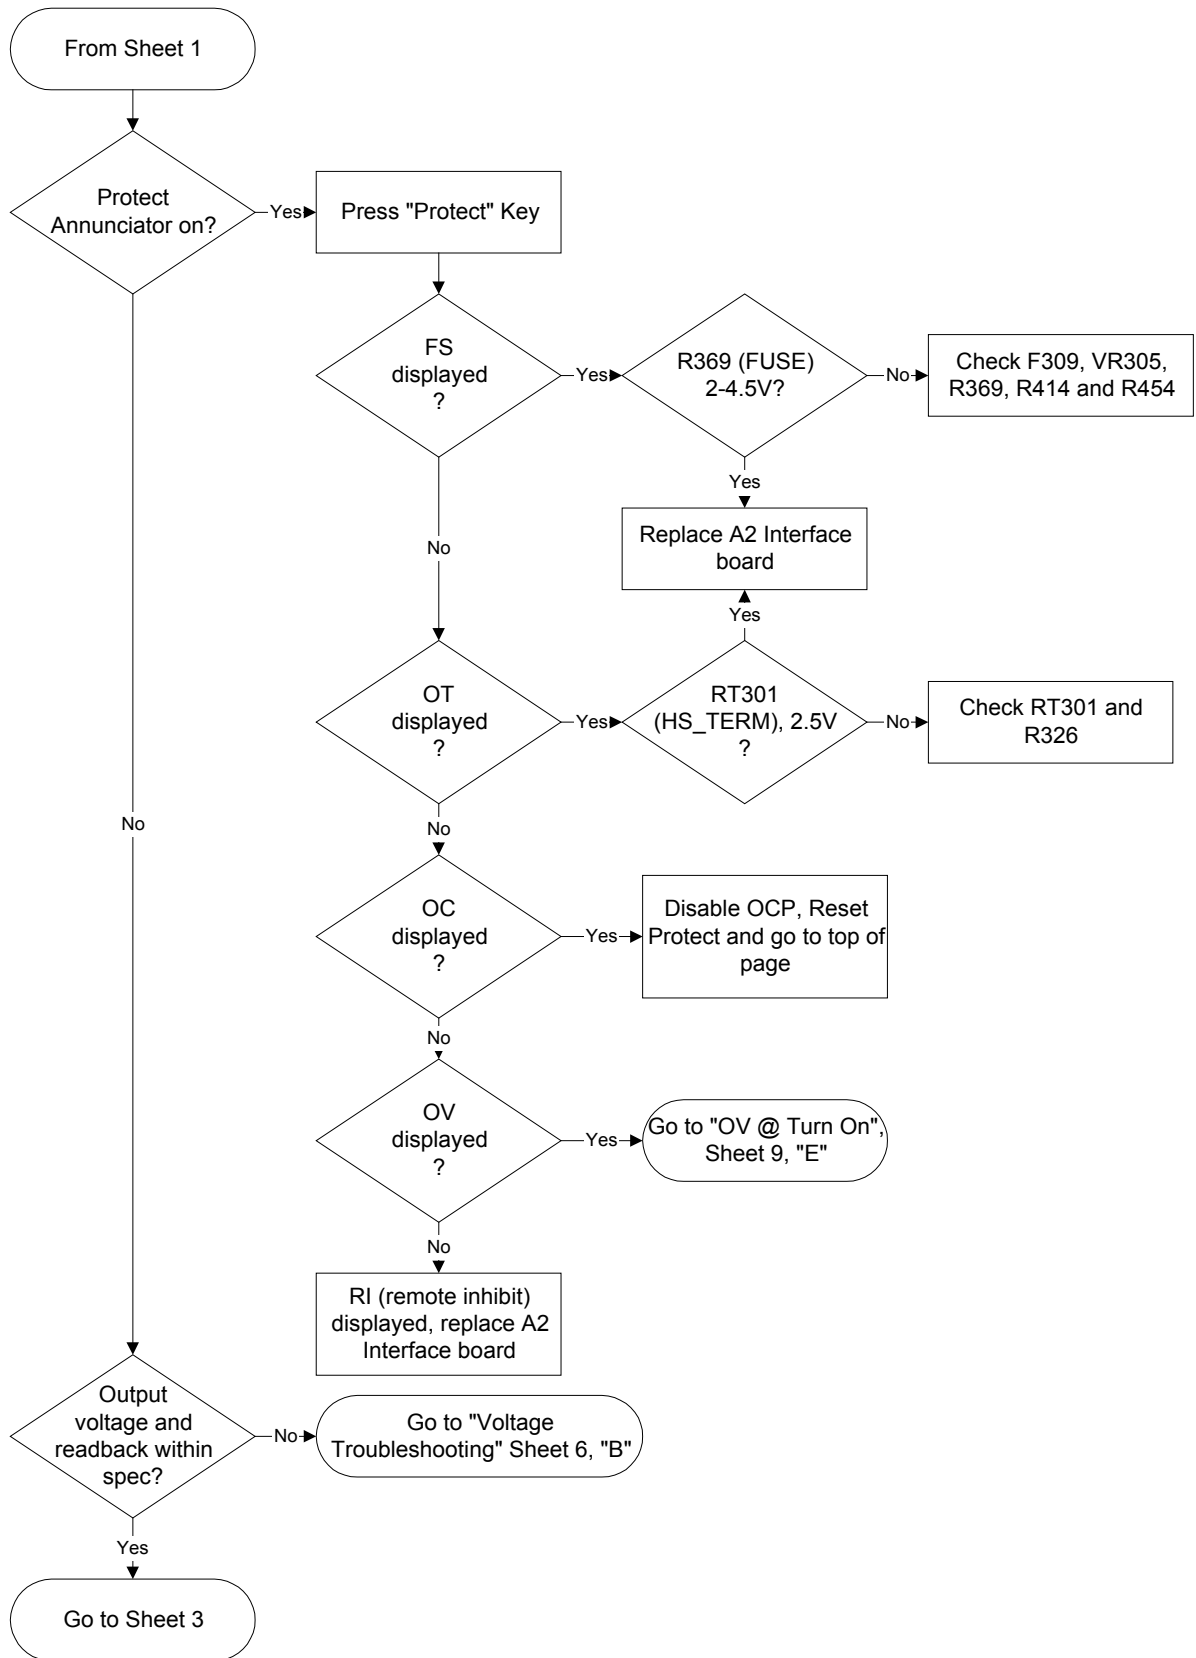 From Sheet 1
Protect
Annunciator on?
Yes
Press "Protect" Key
FS
displayed
?
Yes
R369 (FUSE)
2-4.5V?
No
Check F309, VR305,
R369, R414 and R454
Yes
Replace A2 Interface
board
No
Yes
OT
displayed
?
Yes
RT301
(HS_TERM), 2.5V
?
No
Check RT301 and
R326
No
No
OC
displayed
?
Yes
Disable OCP, Reset
Protect and go to top of
page
No
OV
displayed
?
Yes
Go to "OV @ Turn On",
Sheet 9, "E"
No
RI (remote inhibit)
displayed, replace A2
Interface board
Output
voltage and
readback within
spec?
No
Go to "Voltage
Troubleshooting" Sheet 6, "B"
Yes
Go to Sheet 3